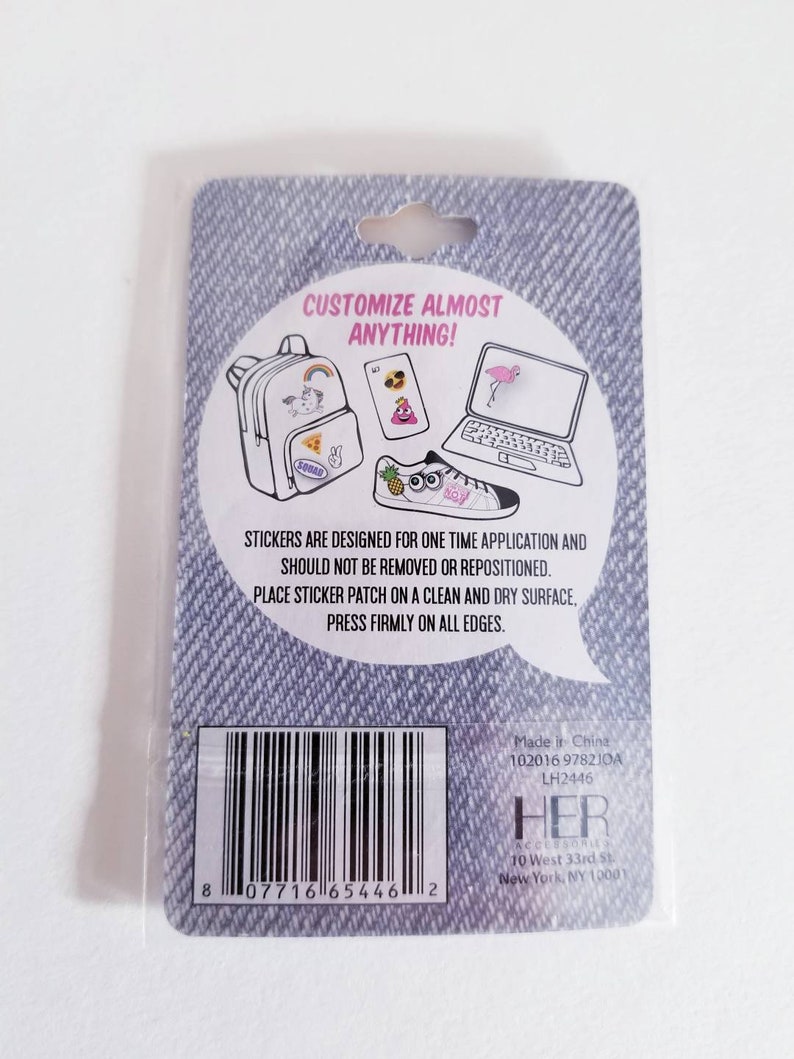 CUSTOMIZE ALMOST
ANYTHING!
SQUAD
STICKERS ARE DESIGNED FOR ONE TIME APPLICATION AND
SHOULD NOT BE REMOVED OR REPOSITIONED.
PLACE STICKER PATCH ON A CLEAN AND DRY SURFACE,
PRESS FIRMLY ON ALL EDGES.
Made in China
102016 9782JOA
LH2446
HER
ACCESSORIES
10 West 33rd St.
New York, NY 10001
8 07716 65446 2